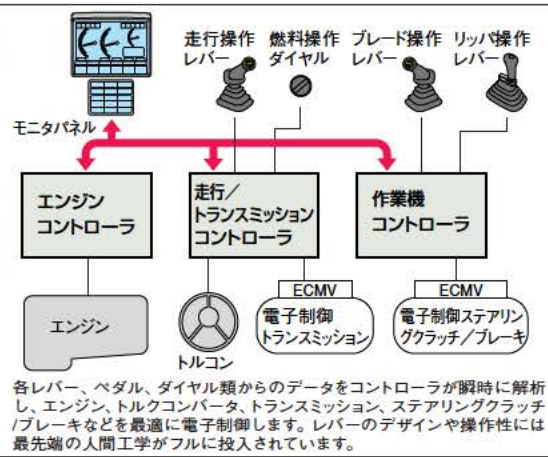 走行操作
レバー
燃料操作
ダイヤル
ブレード操作
レバー
リッパ操作
レバー
モニタパネル
エンジン
コントローラ
走行／
トランスミッション
コントローラ
作業機
コントローラ
エンジン
トルコン
ECMV
電子制御
トランスミッション
ECMV
電子制御ステアリン
グクラッチ／ブレーキ
各レバー、ペダル、ダイヤル類からのデータをコントローラが瞬時に解析
し、エンジン、トルクコンバータ、トランスミッション、ステアリングクラッチ
/ブレーキなどを最適に電子制御します。レバーのデザインや操作性には
最先端の人間工学がフルに投入されています。